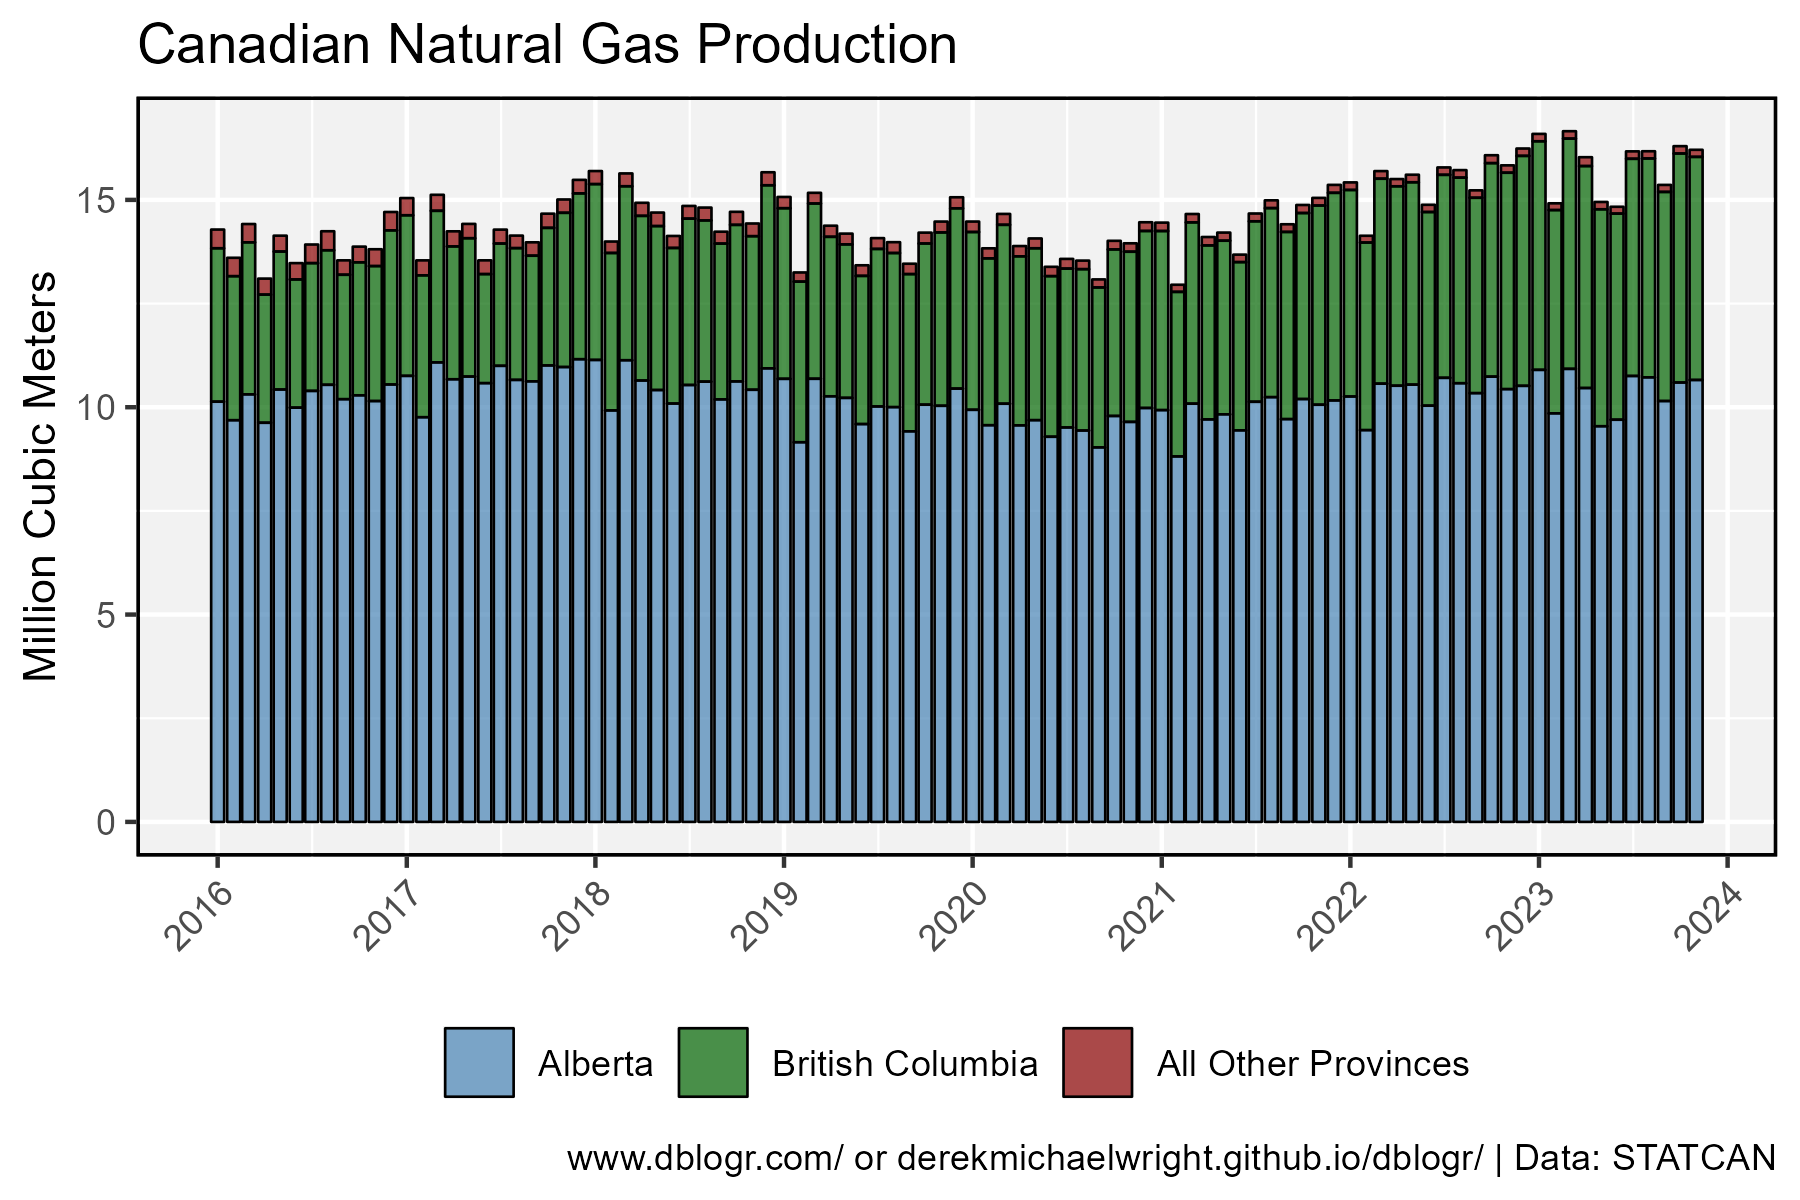 Canadian Natural Gas Production
Million Cubic Meters
15
10
5
0
2016
2017
2018
2019
2020
2021
2022
2023
2024
Alberta
British Columbia
All Other Provinces
www.dblogr.com/ or derekmichaelwright.github.io/dblogr/ | Data: STATCAN